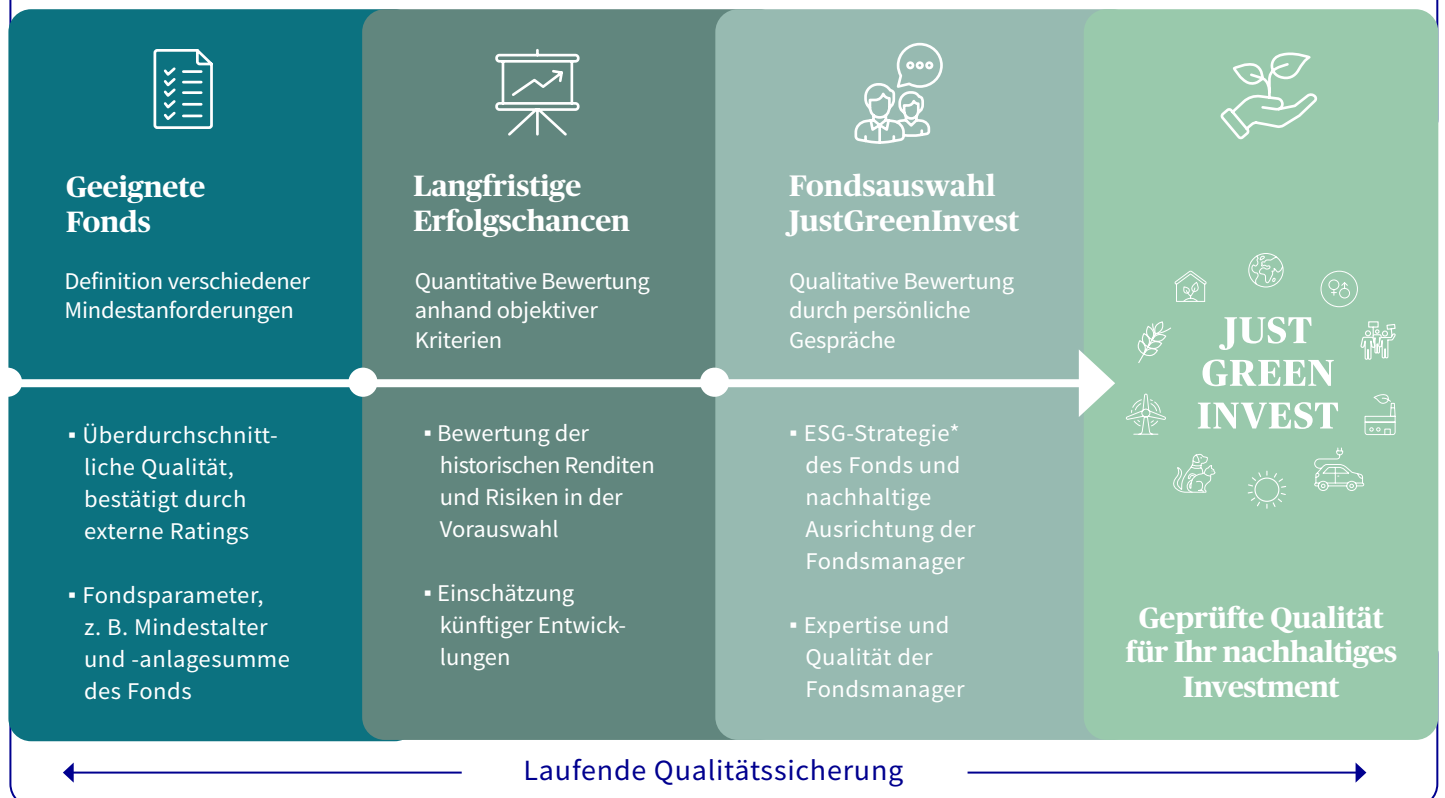 Geeignete
Fonds
Definition verschiedener
Mindestanforderungen
▪ Überdurchschnitt-
liche Qualität,
bestätigt durch
externe Ratings
▪ Fondsparameter,
z. B. Mindestalter
und -anlagesumme
des Fonds
Langfristige
Erfolgschancen
Quantitative Bewertung
anhand objektiver
Kriterien
▪ Bewertung der
historischen Renditen
und Risiken in der
Vorauswahl
▪ Einschätzung
künftiger Entwick-
lungen
Fondsauswahl
JustGreenInvest
Qualitative Bewertung
durch persönliche
Gespräche
▪ ESG-Strategie*
des Fonds und
nachhaltige
Ausrichtung der
Fondsmanager
▪ Expertise und
Qualität der
Fondsmanager
JUST
GREEN
INVEST
Geprüfte Qualität
für Ihr nachhaltiges
Investment
Laufende Qualitätssicherung